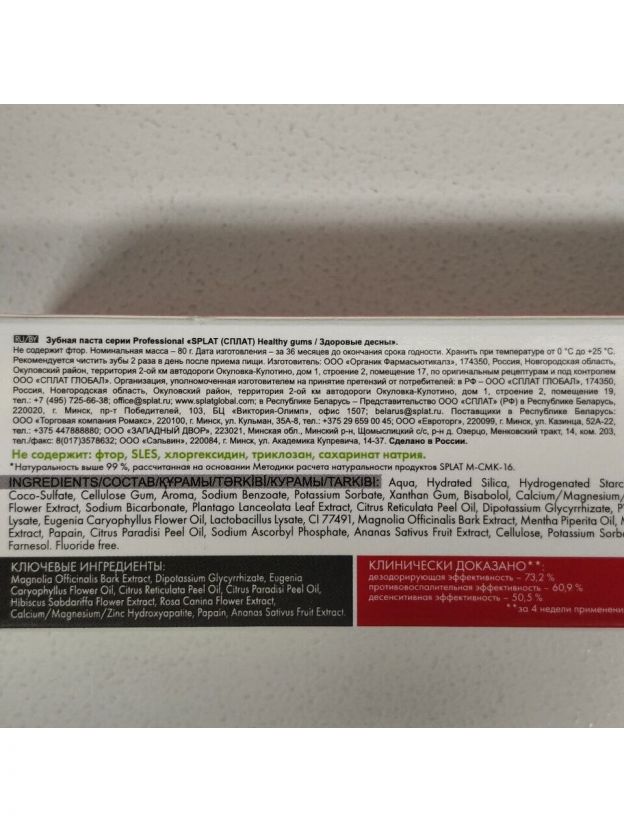 RU/BY Зубная паста серии Professional «SPLAT (СПЛАТ) Healthy gums / Здоровые десны».
Не содержит фтор. Номинальная масса – 80 г. Дата изготовления – за 36 месяцев до окончания срока годности. Хранить при температуре от 0 °С до +25 °С.
Рекомендуется чистить зубы 2 раза в день после приема пищи. Изготовитель: ООО «Органик Фармасьютикалз», 174350, Россия, Новгородская область,
Окуловский район, территория 2-ой км автодороги Окуловка-Кулотино, дом 1, строение 2, помещение 17, по оригинальным рецептурам и под контролем
ООО «СПЛАТ ГЛОБАЛ». Организация, уполномоченная изготовителем на принятие претензий от потребителей: в РФ – ООО «СПЛАТ ГЛОБАЛ», 174350,
Россия, Новгородская область, Окуловский район, территория 2-ой км автодороги Окуловка-Кулотино, дом 1, строение 2, помещение 19,
тел.: +7 (495) 725-66-38; office@splat.ru; www.splatglobal.com; в Республике Беларусь – Представительство ООО «СПЛАТ» (РФ) в Республике Беларусь,
220020, г. Минск, пр-т Победителей, 103, БЦ «Виктория-Олимп», офис 1507; belarus@splat.ru. Поставщики в Республику Беларусь:
ООО «Торговая компания Ромакс», 220100, г. Минск, ул. Кульман, 35А-8, тел.: +375 29 659 00 45; ООО «Евроторг», 220099, г. Минск, ул. Казинца, 52А-22,
тел.: +375 447888880; ООО «ЗАПАДНЫЙ ДВОР», 223021, Минская обл., Минский р-н, Щомыслицкий с/с, р-н д. Озерцо, Менковский тракт, 14, ком. 203,
тел./факс: 8(017)3578632; ООО «Сэльвин», 220084, г. Минск, ул. Академика Купревича, 14-37. Сделано в России.
Не содержит: фтор, SLES, хлоргексидин, триклозан, сахаринат натрия.
*Натуральность выше 99 %, рассчитанная на основании Методики расчета натуральности продуктов SPLAT М-СМК-16.
INGREDIENTS/СОСТАВ/ҚҰРАМЫ/TƏRKİBİ/КУРАМЫ/TARKIBI: Aqua, Hydrated Silica, Hydrogenated Starc
Coco-Sulfate, Cellulose Gum, Aroma, Sodium Benzoate, Potassium Sorbate, Xanthan Gum, Bisabolol, Calcium/Magnesium/
Flower Extract, Sodium Bicarbonate, Plantago Lanceolata Leaf Extract, Citrus Reticulata Peel Oil, Dipotassium Glycyrrhizate,
Lysate, Eugenia Caryophyllus Flower Oil, Lactobacillus Lysate, CI 77491, Magnolia Officinalis Bark Extract, Mentha Piperita Oil,
Extract, Papain, Citrus Paradisi Peel Oil, Sodium Ascorbyl Phosphate, Ananas Sativus Fruit Extract, Cellulose, Potassium Sorb
Farnesol. Fluoride free.
КЛЮЧЕВЫЕ ИНГРЕДИЕНТЫ:
Magnolia Officinalis Bark Extract, Dipotassium Glycyrrhizate, Eugenia
Caryophyllus Flower Oil, Citrus Reticulata Peel Oil, Citrus Paradisi Peel Oil,
Hibiscus Sabdariffa Flower Extract, Rosa Canina Flower Extract,
Calcium/Magnesium/Zinc Hydroxyapatite, Papain, Ananas Sativus Fruit Extract.
КЛИНИЧЕСКИ ДОКАЗАНО**:
дезодорирующая эффективность – 73,2 %
противовоспалительная эффективность – 60,9 %
десенситивная эффективность – 50,5 %
**за 4 недели применени